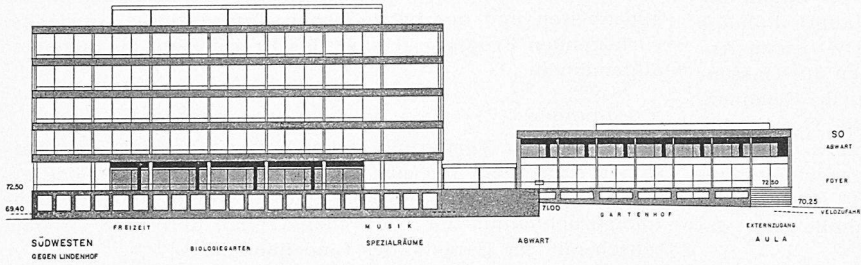 SO
ABWART
72.50
72.50
FOYER
69.40
71.00
GARTENHOF
70.25
VELOZUFAHRT
FREIZEIT
MUSIK
EXTERNZUGANG
SÜDWESTEN
BIOLOGIEGARTEN
SPEZIALRÄUME
ABWART
AULA
GEGEN LINDENHOF